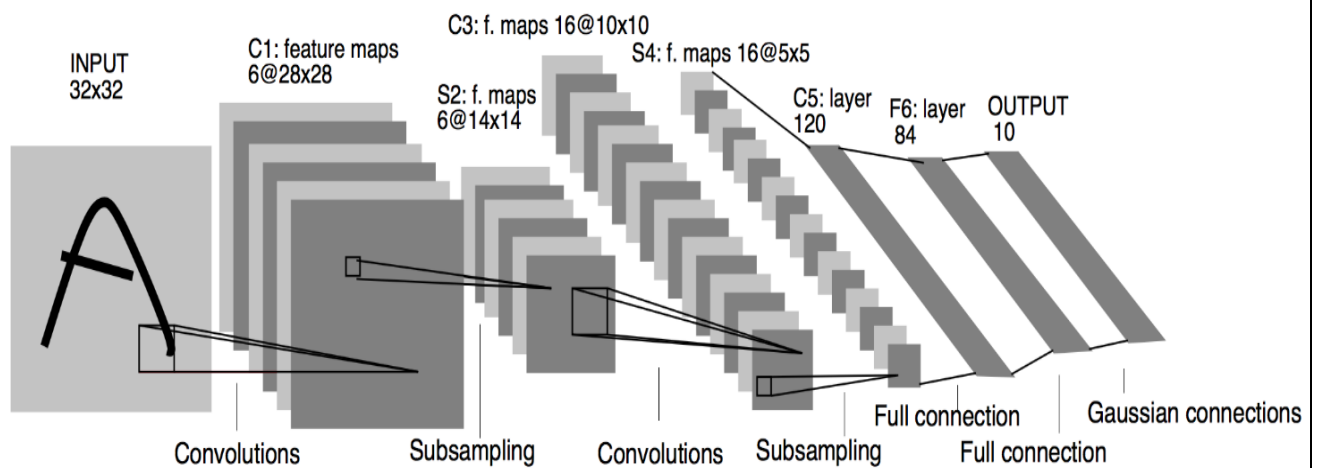 INPUT
32x32
C1: feature maps
6@28x28
S2: f. maps
6@14x14
C3: f. maps 16@10x10
S4: f. maps 16@5x5
C5: layer
120
F6: layer
84
OUTPUT
10
Convolutions
Subsampling
Convolutions
Subsampling
Full connection
Full connection
Gaussian connections